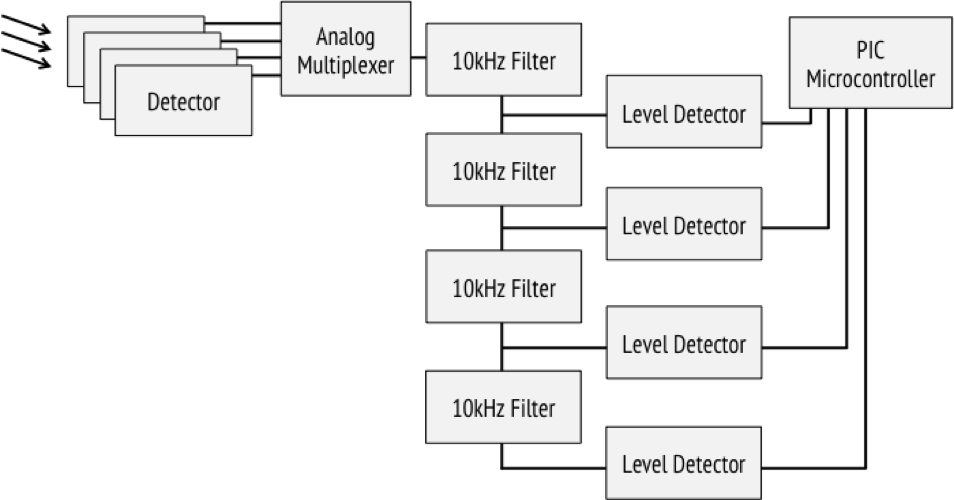 Analog
Multiplexer
Detector
10kHz Filter
PIC
Microcontroller
Level Detector
10kHz Filter
Level Detector
10kHz Filter
Level Detector
10kHz Filter
Level Detector